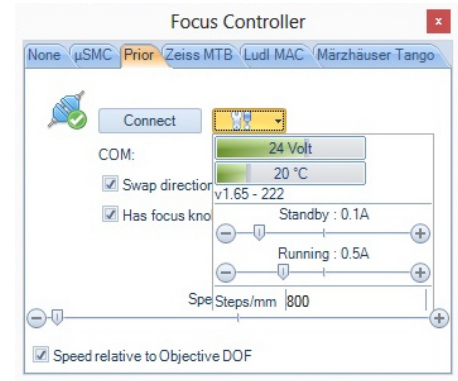 Focus Controller
x
None µSMC Prior Zeiss MTB Ludl MAC Märzhäuser Tango
Connect
24 Volt
COM:
20 °C
Swap direction
v1.65 - 222
Has focus kno
Standby : 0.1A
Running : 0.5A
Spe Steps/mm 800
Speed relative to Objective DOF